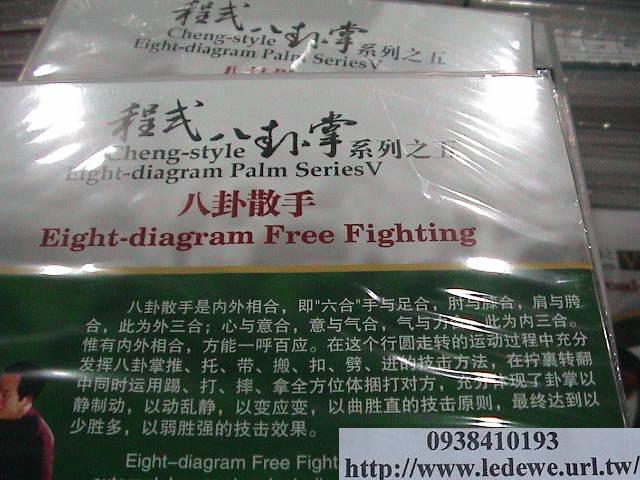 程式八卦掌系列之五
Cheng-style
Eight-diagram Palm SeriesV
八卦
程式八卦掌系列之五
Cheng-style
Eight-diagram Palm SeriesV
八卦散手
Eight-diagram Free Fighting
八卦散手是内外相合，即"六合"手与足合，肘与膝合，肩与胯
合，此为外三合；心与意合，意与气合，气与力合，此为内三合。
惟有内外相合，方能一呼百应。在这个行圆走转的运动过程中充分
发挥八卦掌推、托、带、搬、扣、劈、进的技击方法，在拧裹转翻
中同时运用踢、打、摔、拿全方位体捆打对方，充分体现了卦掌以
静制动，以动乱静，以变应变，以曲胜直的技击原则，最终达到以
少胜多，以弱胜强的技击效果。
Eight-diagram Free Fight
0938410193
http://www.ledewe.url.tw/